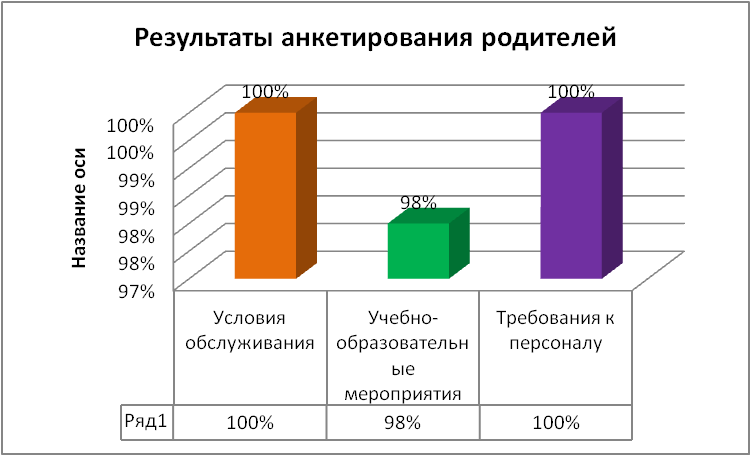 Результаты анкетирования родителей
100%
100%
98%
100%
100%
99%
99%
98%
98%
97%
Название оси
Условия
обслуживания
Учебно-
образовательн
ые
мероприятия
Требования к
персоналу
Ряд1 100% 98% 100%